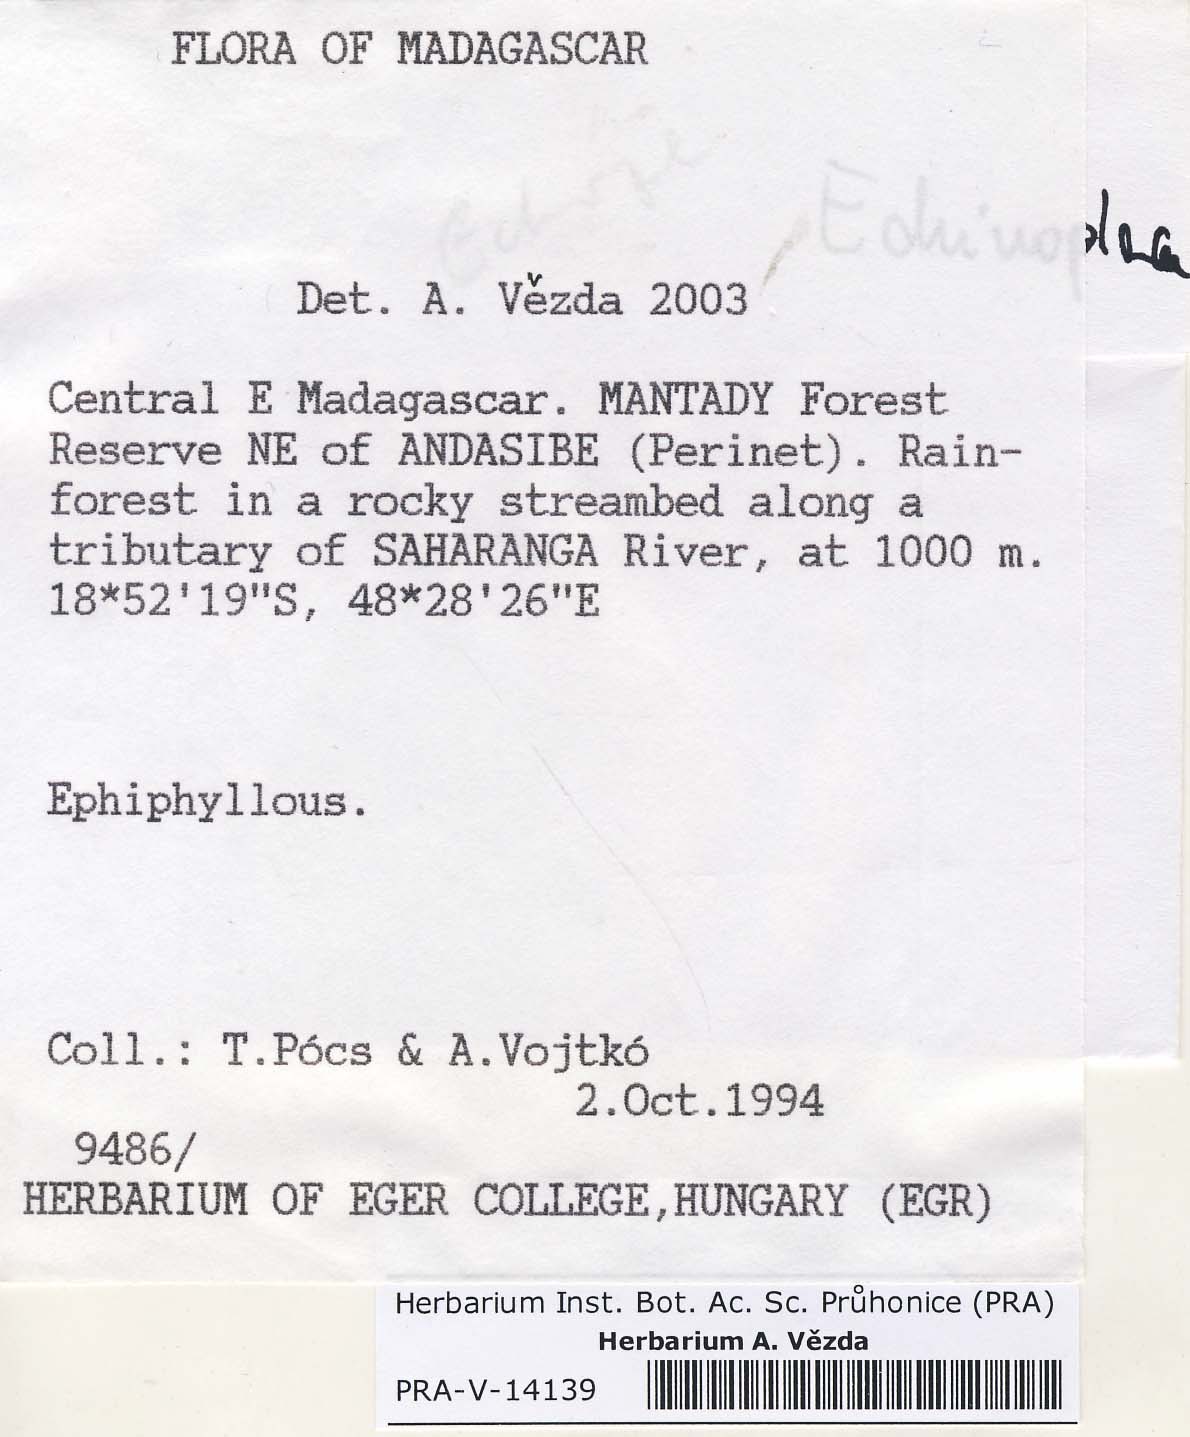 FLORA OF MADAGASCAR
Det. A. Vězda 2003
Central E Madagascar. MANTADY Forest
Reserve NE of ANDASIBE (Perinet). Rain-
forest in a rocky streambed along a
tributary of SAHARANGA River, at 1000 m.
18*52'19"S, 48*28'26"E
Ephiphyllous.
Coll.: T.Pócs & A.Vojtkó
2.Oct.1994
9486/
HERBARIUM OF EGER COLLEGE,HUNGARY (EGR)
Herbarium Inst. Bot. Ac. Sc. Průhonice (PRA)
Herbarium A. Vězda
PRA-V-14139